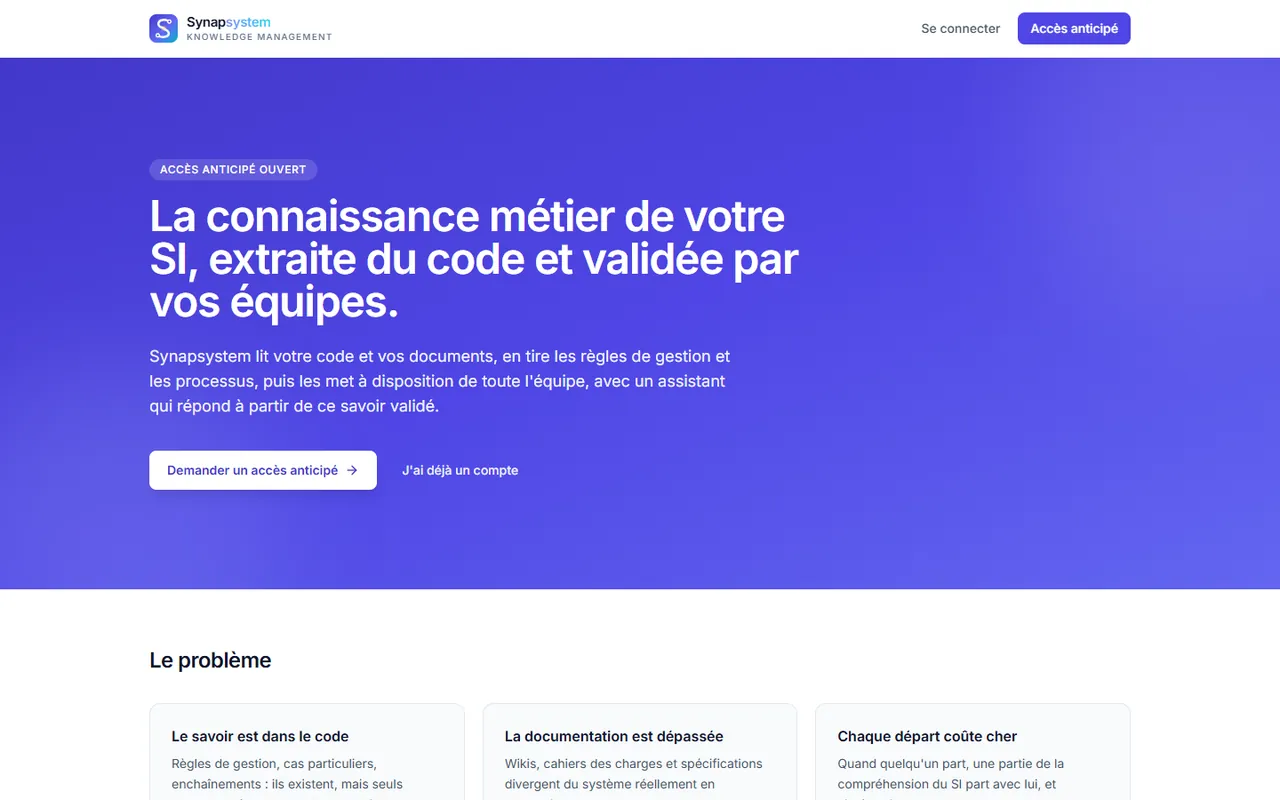 Synapsystem
KNOWLEDGE MANAGEMENT
Se connecter
Accès anticipé
ACCÈS ANTICIPÉ OUVERT
La connaissance métier de votre
SI, extraite du code et validée par
vos équipes.
Synapsystem lit votre code et vos documents, en tire les règles de gestion et
les processus, puis les met à disposition de toute l'équipe, avec un assistant
qui répond à partir de ce savoir validé.
Demander un accès anticipé →
J'ai déjà un compte
Le problème
Le savoir est dans le code
Règles de gestion, cas particuliers,
enchaînements : ils existent, mais seuls
La documentation est dépassée
Wikis, cahiers des charges et spécifications
divergent du système réellement en
Chaque départ coûte cher
Quand quelqu'un part, une partie de la
compréhension du SI part avec lui, et